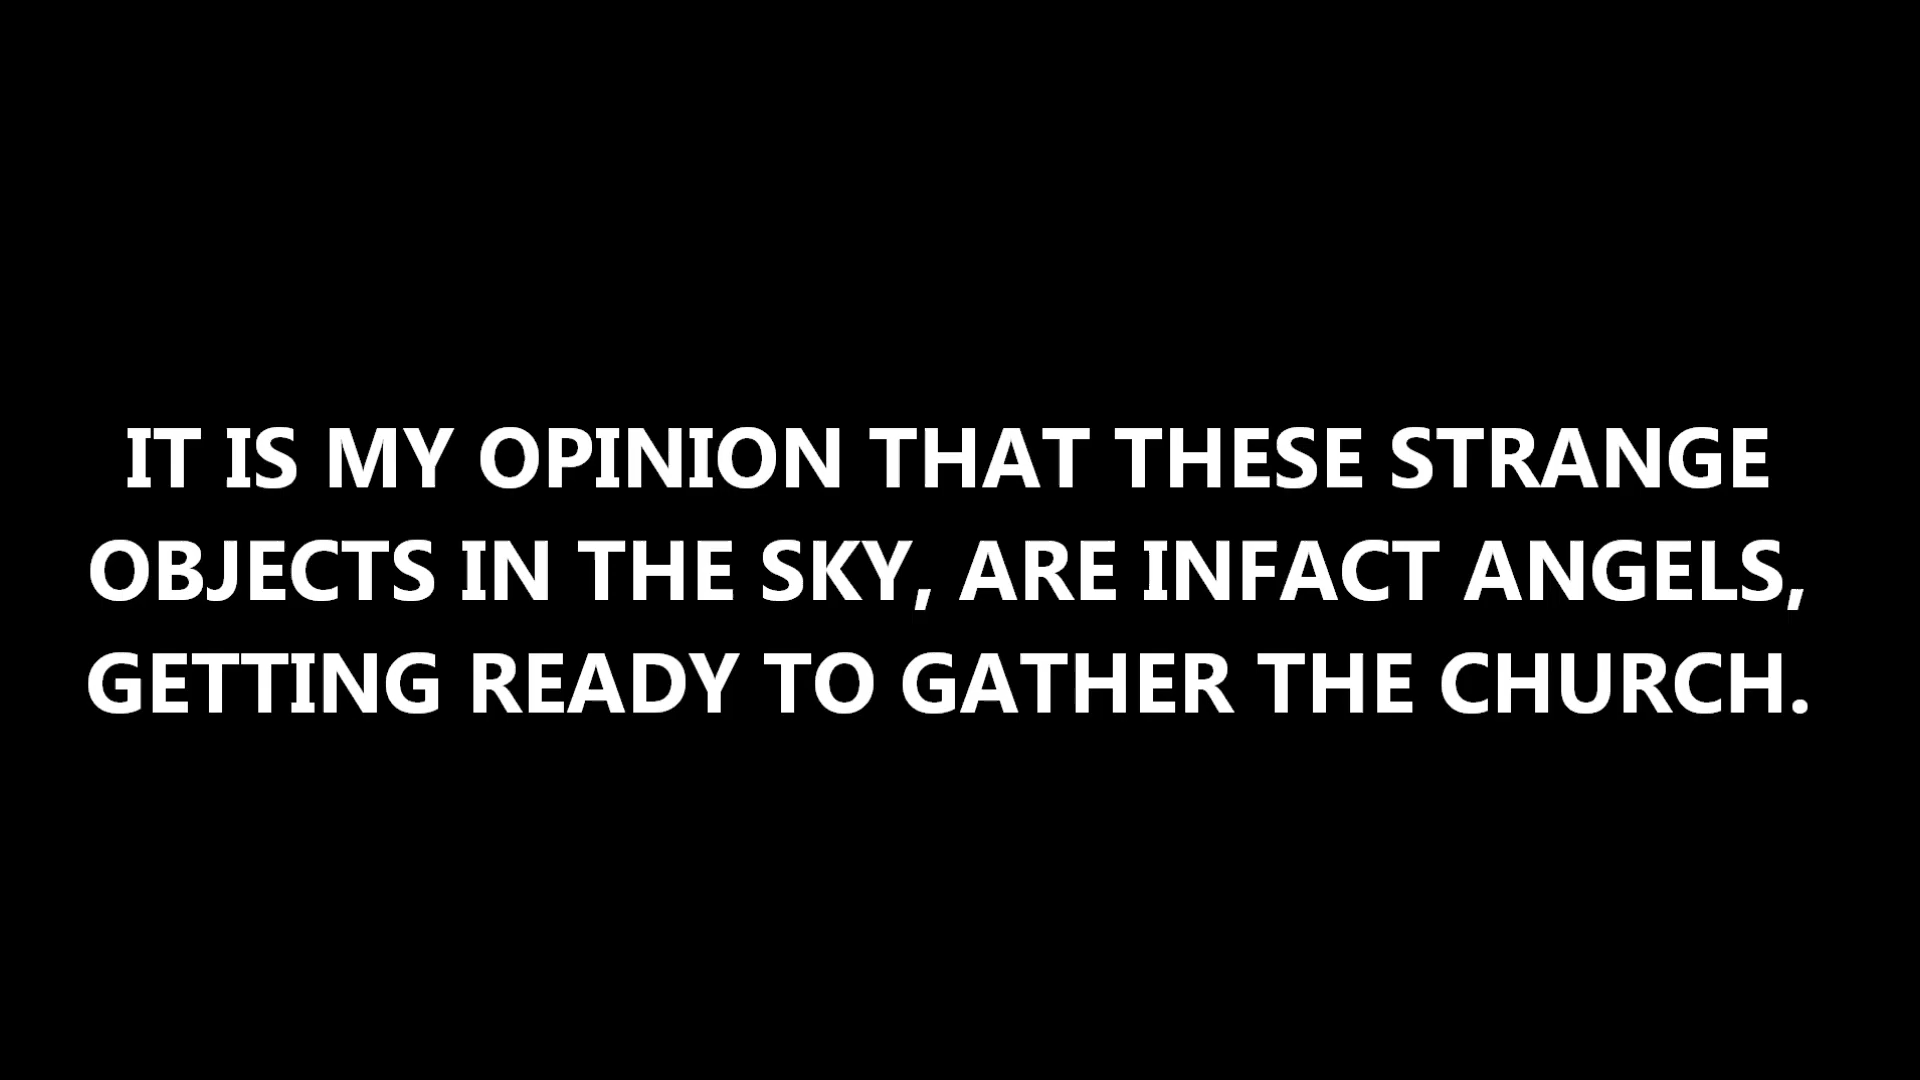 IT IS MY OPINION THAT THESE STRANGE
OBJECTS IN THE SKY, ARE INFACT ANGELS,
GETTING READY TO GATHER THE CHURCH.